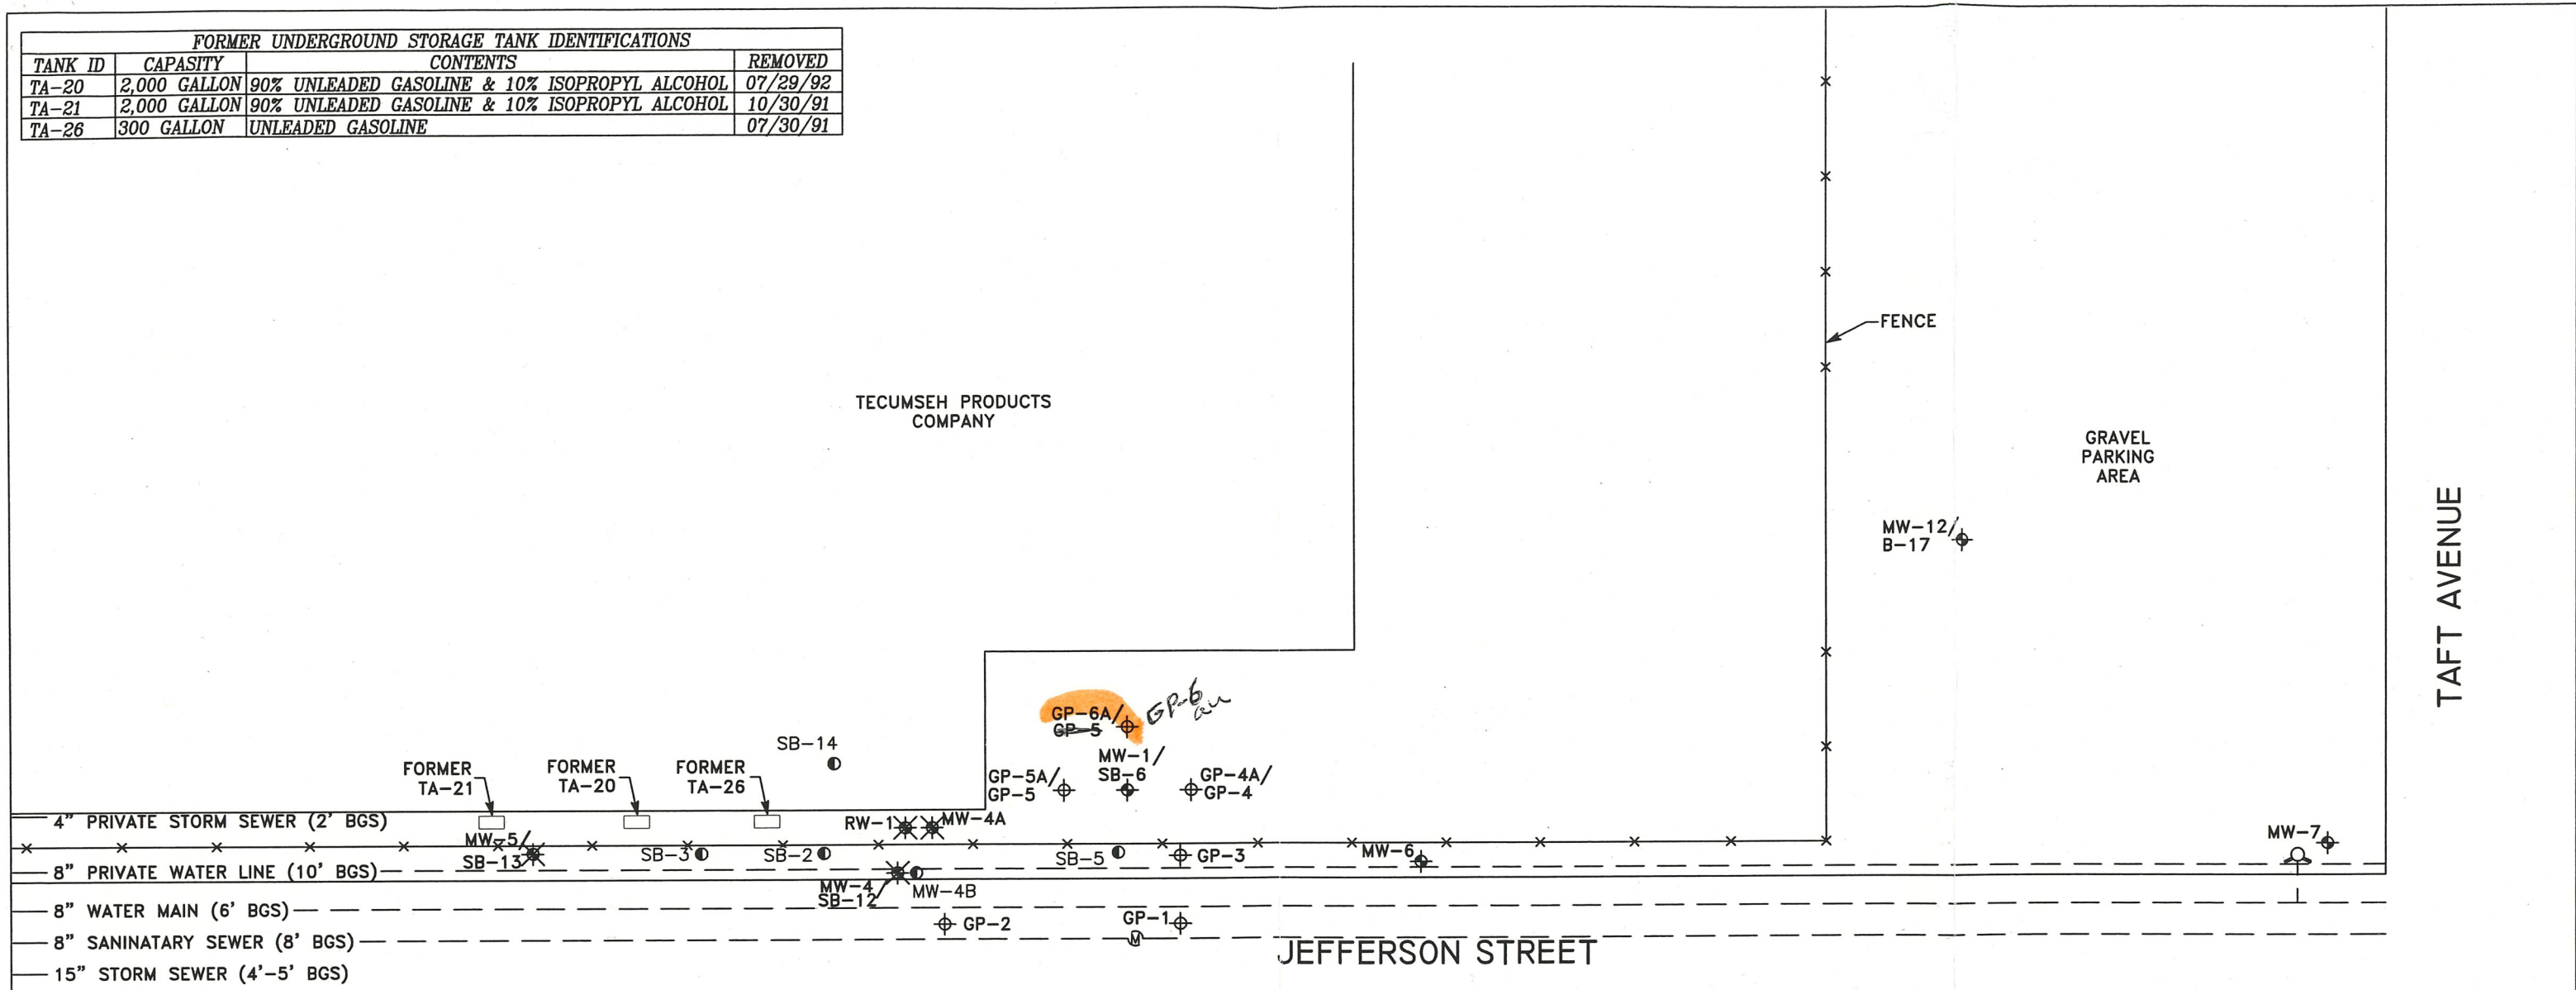 FORMER UNDERGROUND STORAGE TANK IDENTIFICATIONS
TANK ID CAPASITY CONTENTS REMOVED
TA-20 2,000 GALLON 90% UNLEADED GASOLINE & 10% ISOPROPYL ALCOHOL 07/29/92
TA-21 2,000 GALLON 90% UNLEADED GASOLINE & 10% ISOPROPYL ALCOHOL 10/30/91
TA-26 300 GALLON UNLEADED GASOLINE 07/30/91
FENCE
TECUMSEH PRODUCTS
COMPANY
GRAVEL
PARKING
AREA
TAFT AVENUE
MW-12/
B-17
GP-6A/
GP-5
GP-6
MW-1/
SB-6
GP-5A/
GP-5
GP-4A/
GP-4
SB-14
FORMER
TA-21
FORMER
TA-20
FORMER
TA-26
4" PRIVATE STORM SEWER (2' BGS)
RW-1
MW-4A
MW-5/
SB-13
SB-3
SB-2
SB-5
GP-3
MW-6
MW-7
8" PRIVATE WATER LINE (10' BGS)
MW-4
SB-12/
MW-4B
8" WATER MAIN (6' BGS)
GP-2
GP-1
8" SANINATARY SEWER (8' BGS)
M
JEFFERSON STREET
15" STORM SEWER (4'-5' BGS)